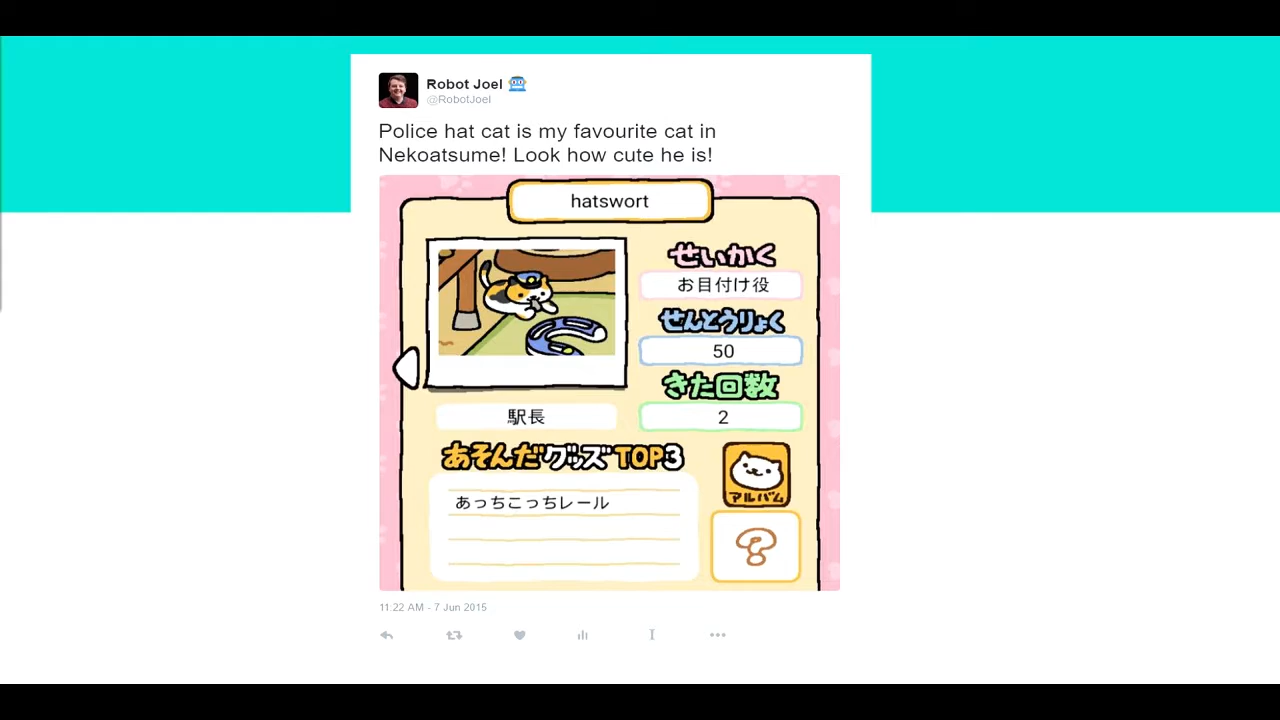 Robot Joel
@RobotJoel
Police hat cat is my favourite cat in
Nekoatsume! Look how cute he is!
hatswort
せいかく
お目付け役
せんとうりょく
50
きた回数
2
駅長
あそんだグッズTOP3
あっちこっちレール
アルバム
?
11:22 AM - 7 Jun 2015